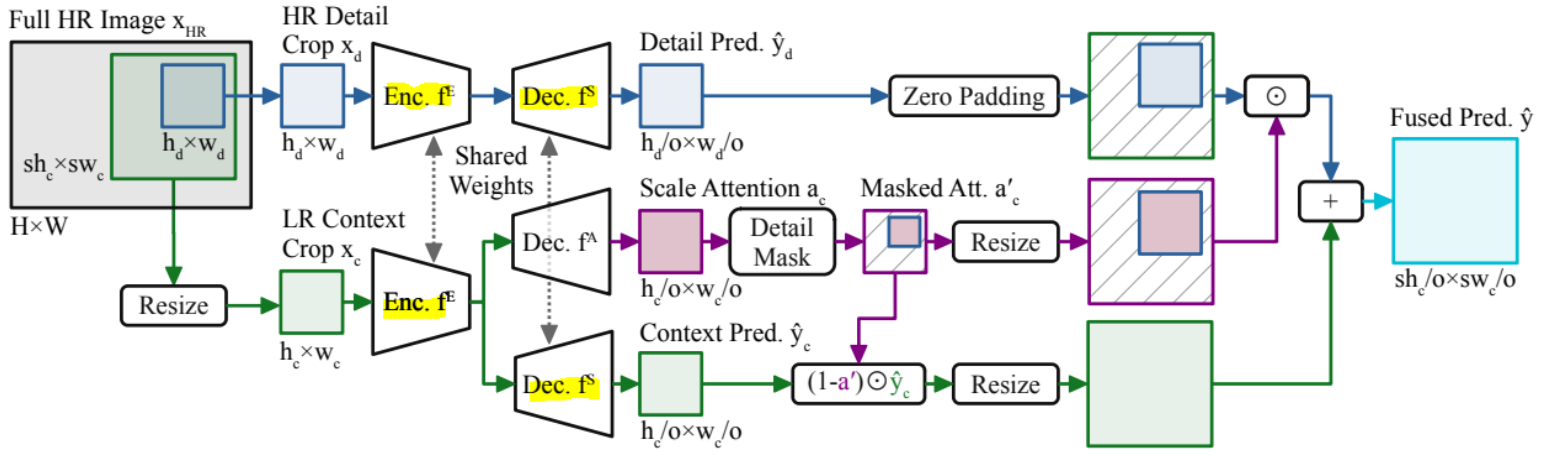 Full HR Image x_HR
h_d×w_d
sh_c×sw_c
H×W
Resize
HR Detail
Crop x_d
h_d×w_d
Enc. f^E
Dec. f^S
Detail Pred. ŷ_d
h_d/o×w_d/o
Zero Padding
⊙
Shared
Weights
LR Context
Crop x_c
h_c×w_c
Enc. f^E
Dec. f^A
Scale Attention a_c
h_c/o×w_c/o
Detail
Mask
Masked Att. a′_c
Resize
Dec. f^S
Context Pred. ŷ_c
h_c/o×w_c/o
(1-a′)⊙ŷ_c
Resize
+
Fused Pred. ŷ
sh_c/o×sw_c/o